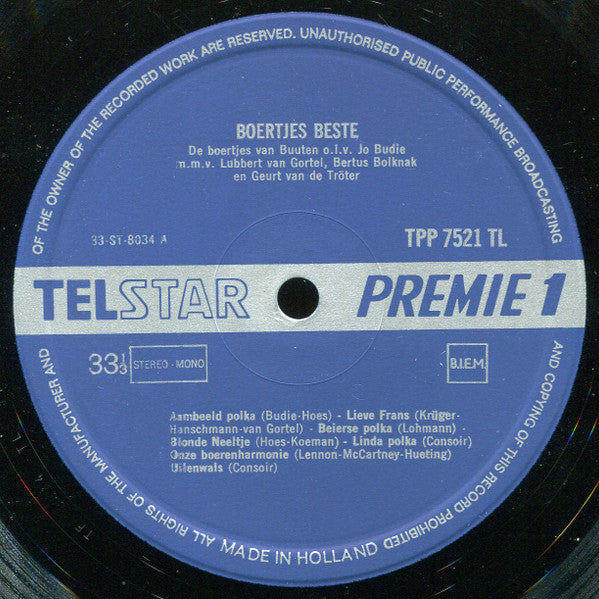 BOERTJES BESTE
De boertjes van Buuten o.l.v. Jo Budie
m.m.v. Lubbert van Gortel, Bertus Bolknak
en Geurt van de Tröter
33-ST-8034 A
TPP 7521 TL
TELSTAR PREMIE 1
33⅓ STEREO - MONO
B.I.E.M.
Aambeeld polka (Budie-Hoes) - Lieve Frans (Krüger-
Hanschmann-van Gortel) - Beierse polka (Lohmann) -
Blonde Neeltje (Hoes-Koeman) - Linda polka (Consoir)
Onze boerenharmonie (Lennon-McCartney-Hueting)
Uilenwals (Consoir)
ALL RIGHTS OF THE MANUFACTURER AND OF THE OWNER OF THE RECORDED WORK ARE RESERVED. UNAUTHORISED PUBLIC PERFORMANCE BROADCASTING AND COPYING OF THIS RECORD PROHIBITED
MADE IN HOLLAND